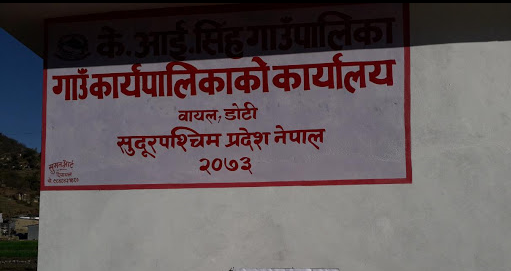 के. आई. सिंह गाउँपालिका
गाउँ कार्यपालिकाको कार्यालय
वायल, डोटी
सुदूरपश्चिम प्रदेश नेपाल
२०७३